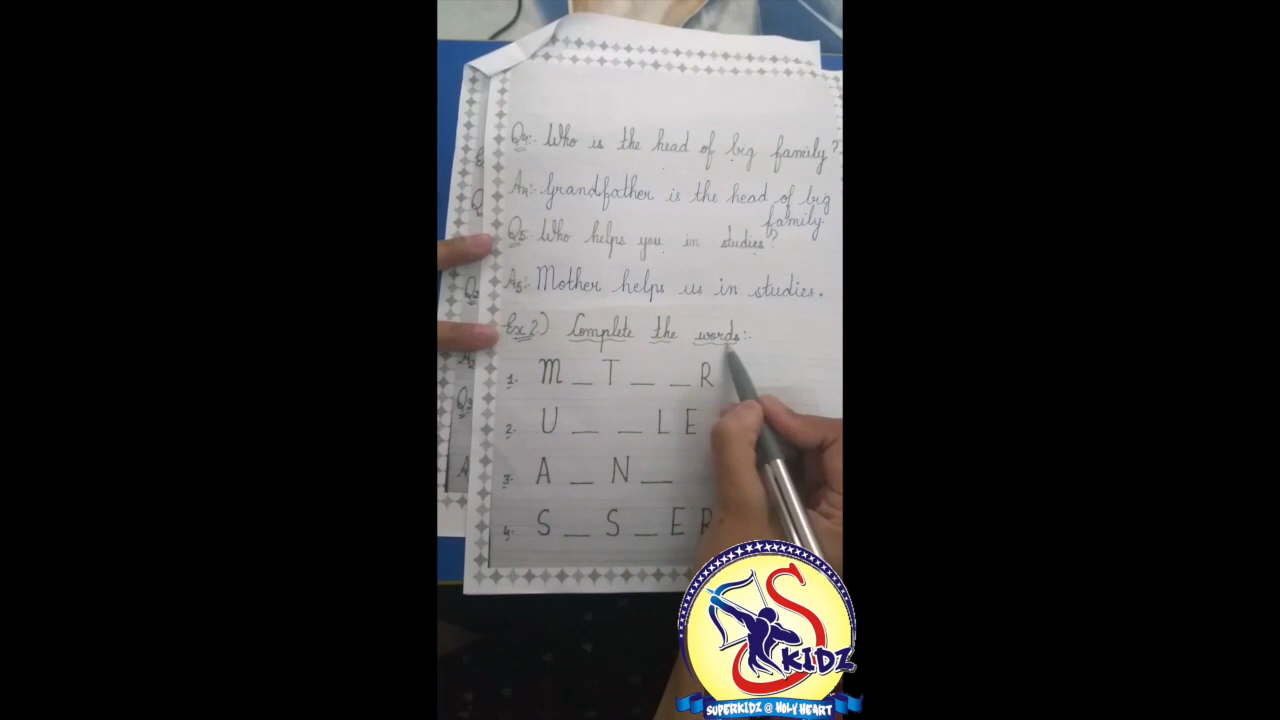 Q4:- Who is the head of big family?
A4:- Grandfather is the head of big
family.
Q5:- Who helps you in studies?
A5:- Mother helps us in studies.
Ex 2.) Complete the words:-
1. M _ T _ _ R
2. U _ _ L E
3. A _ N _
4. S _ S _ E R
S
KIDZ
SUPERKIDZ @ HOLY HEART